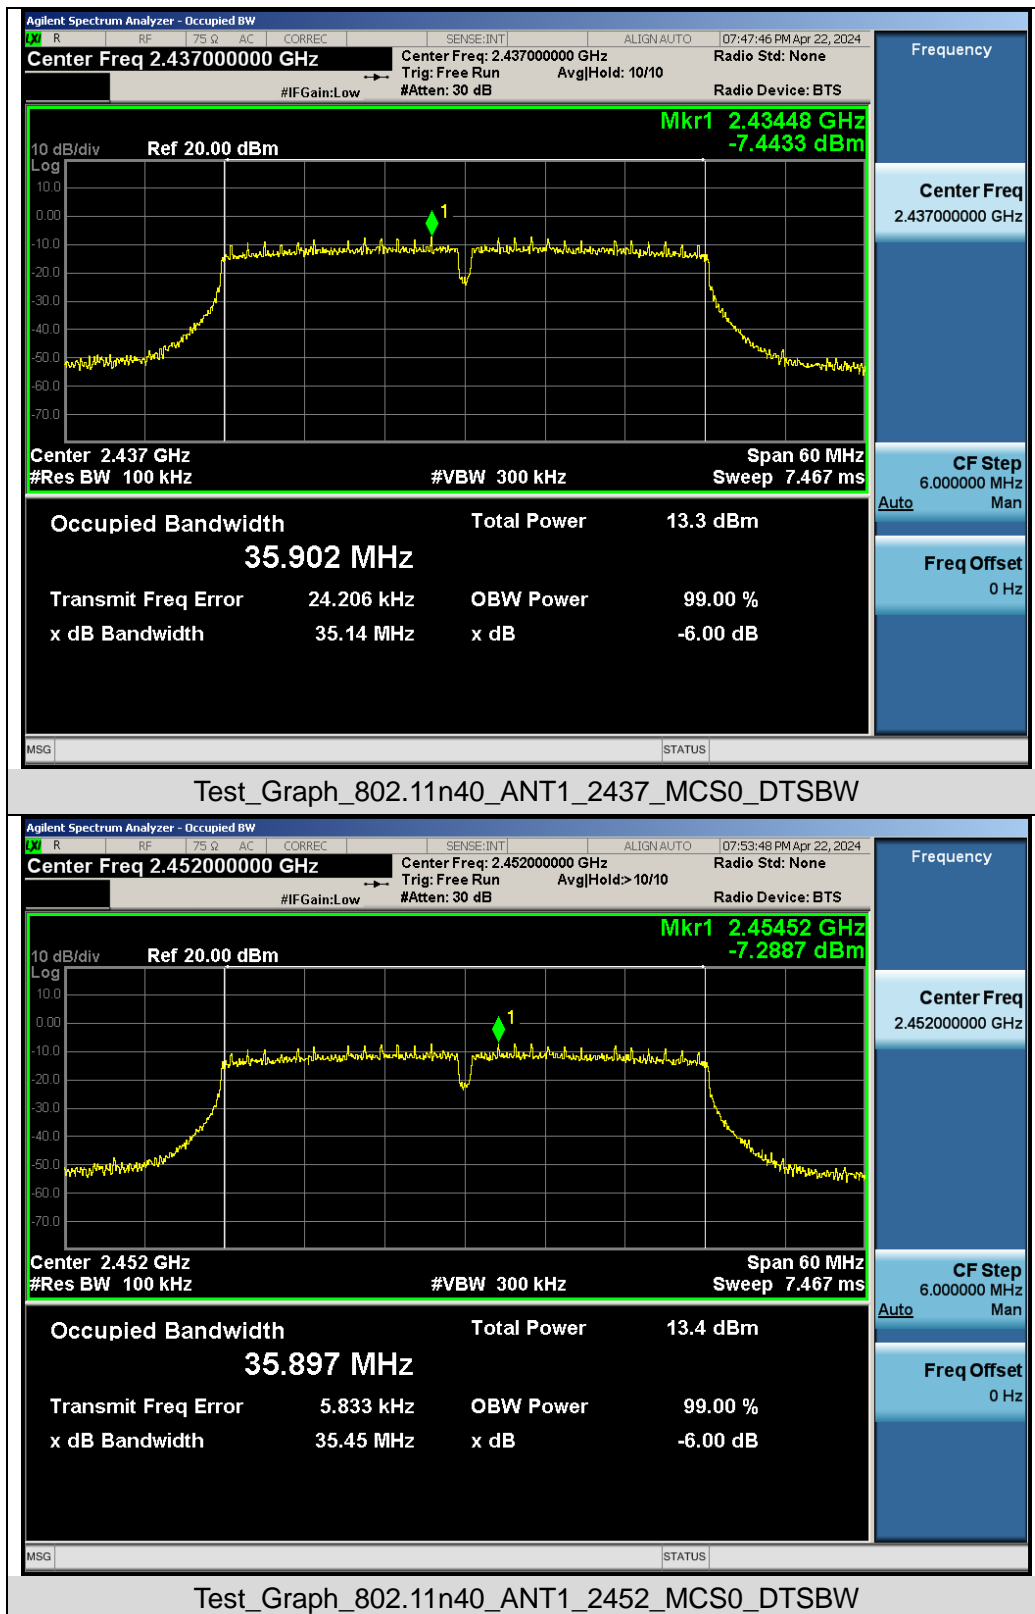 Agilent Spectrum Analyzer - Occupied BW
LXI R RF 75 Ω AC CORREC SENSE:INT ALIGN AUTO 07:47:46 PM Apr 22, 2024
Center Freq 2.437000000 GHz Center Freq: 2.437000000 GHz Radio Std: None Frequency
Trig: Free Run Avg|Hold: 10/10
#IFGain:Low #Atten: 30 dB Radio Device: BTS
Mkr1 2.43448 GHz
10 dB/div Ref 20.00 dBm -7.4433 dBm
Log
10.0
0.00
-10.0
-20.0
-30.0
-40.0
-50.0
-60.0
-70.0
1
Center Freq
2.437000000 GHz
Center 2.437 GHz Span 60 MHz
#Res BW 100 kHz #VBW 300 kHz Sweep 7.467 ms
CF Step
6.000000 MHz
Auto Man
Occupied Bandwidth Total Power 13.3 dBm
35.902 MHz
Transmit Freq Error 24.206 kHz OBW Power 99.00 %
x dB Bandwidth 35.14 MHz x dB -6.00 dB
Freq Offset
0 Hz
MSG STATUS
Test_Graph_802.11n40_ANT1_2437_MCS0_DTSBW
Agilent Spectrum Analyzer - Occupied BW
LXI R RF 75 Ω AC CORREC SENSE:INT ALIGN AUTO 07:53:48 PM Apr 22, 2024
Center Freq 2.452000000 GHz Center Freq: 2.452000000 GHz Radio Std: None Frequency
Trig: Free Run Avg|Hold:>10/10
#IFGain:Low #Atten: 30 dB Radio Device: BTS
Mkr1 2.45452 GHz
10 dB/div Ref 20.00 dBm -7.2887 dBm
Log
10.0
0.00
-10.0
-20.0
-30.0
-40.0
-50.0
-60.0
-70.0
1
Center Freq
2.452000000 GHz
Center 2.452 GHz Span 60 MHz
#Res BW 100 kHz #VBW 300 kHz Sweep 7.467 ms
CF Step
6.000000 MHz
Auto Man
Occupied Bandwidth Total Power 13.4 dBm
35.897 MHz
Transmit Freq Error 5.833 kHz OBW Power 99.00 %
x dB Bandwidth 35.45 MHz x dB -6.00 dB
Freq Offset
0 Hz
MSG STATUS
Test_Graph_802.11n40_ANT1_2452_MCS0_DTSBW